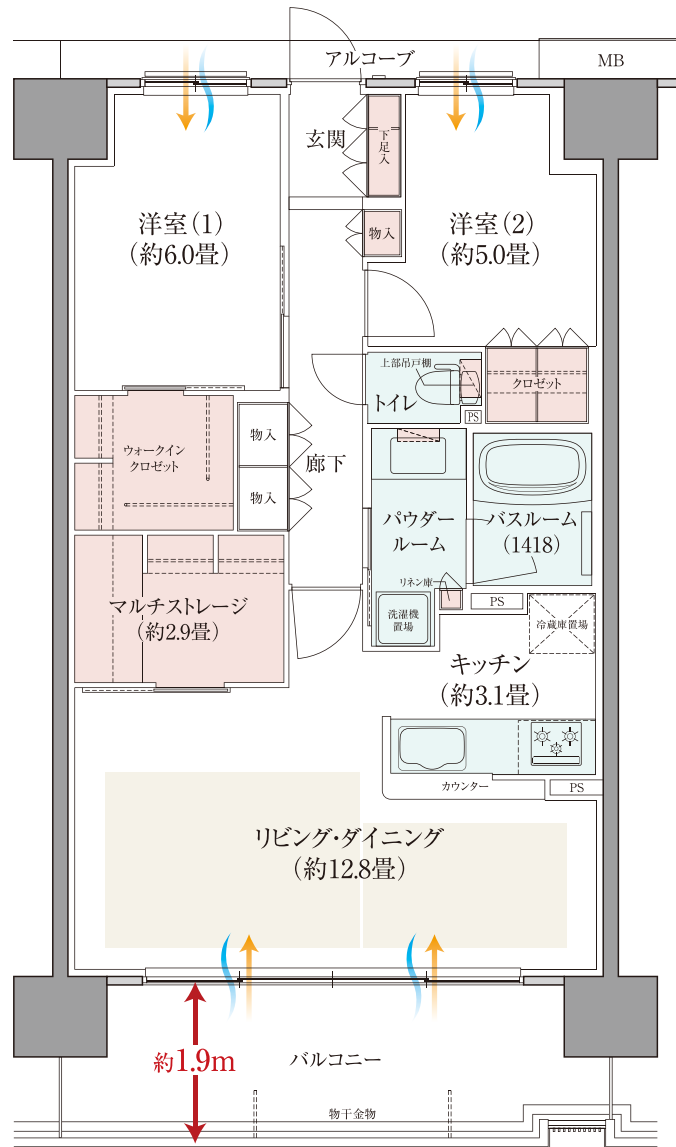 アルコーブ
MB
玄関
下足入
洋室(1)
(約6.0畳)
物入
洋室(2)
(約5.0畳)
上部吊戸棚
トイレ
PS
クロゼット
ウォークイン
クロゼット
物入
物入
廊下
パウダー
ルーム
バスルーム
(1418)
リネン庫
PS
マルチストレージ
(約2.9畳)
洗濯機
置場
冷蔵庫置場
キッチン
(約3.1畳)
カウンター
PS
リビング・ダイニング
(約12.8畳)
約1.9m
バルコニー
物干金物